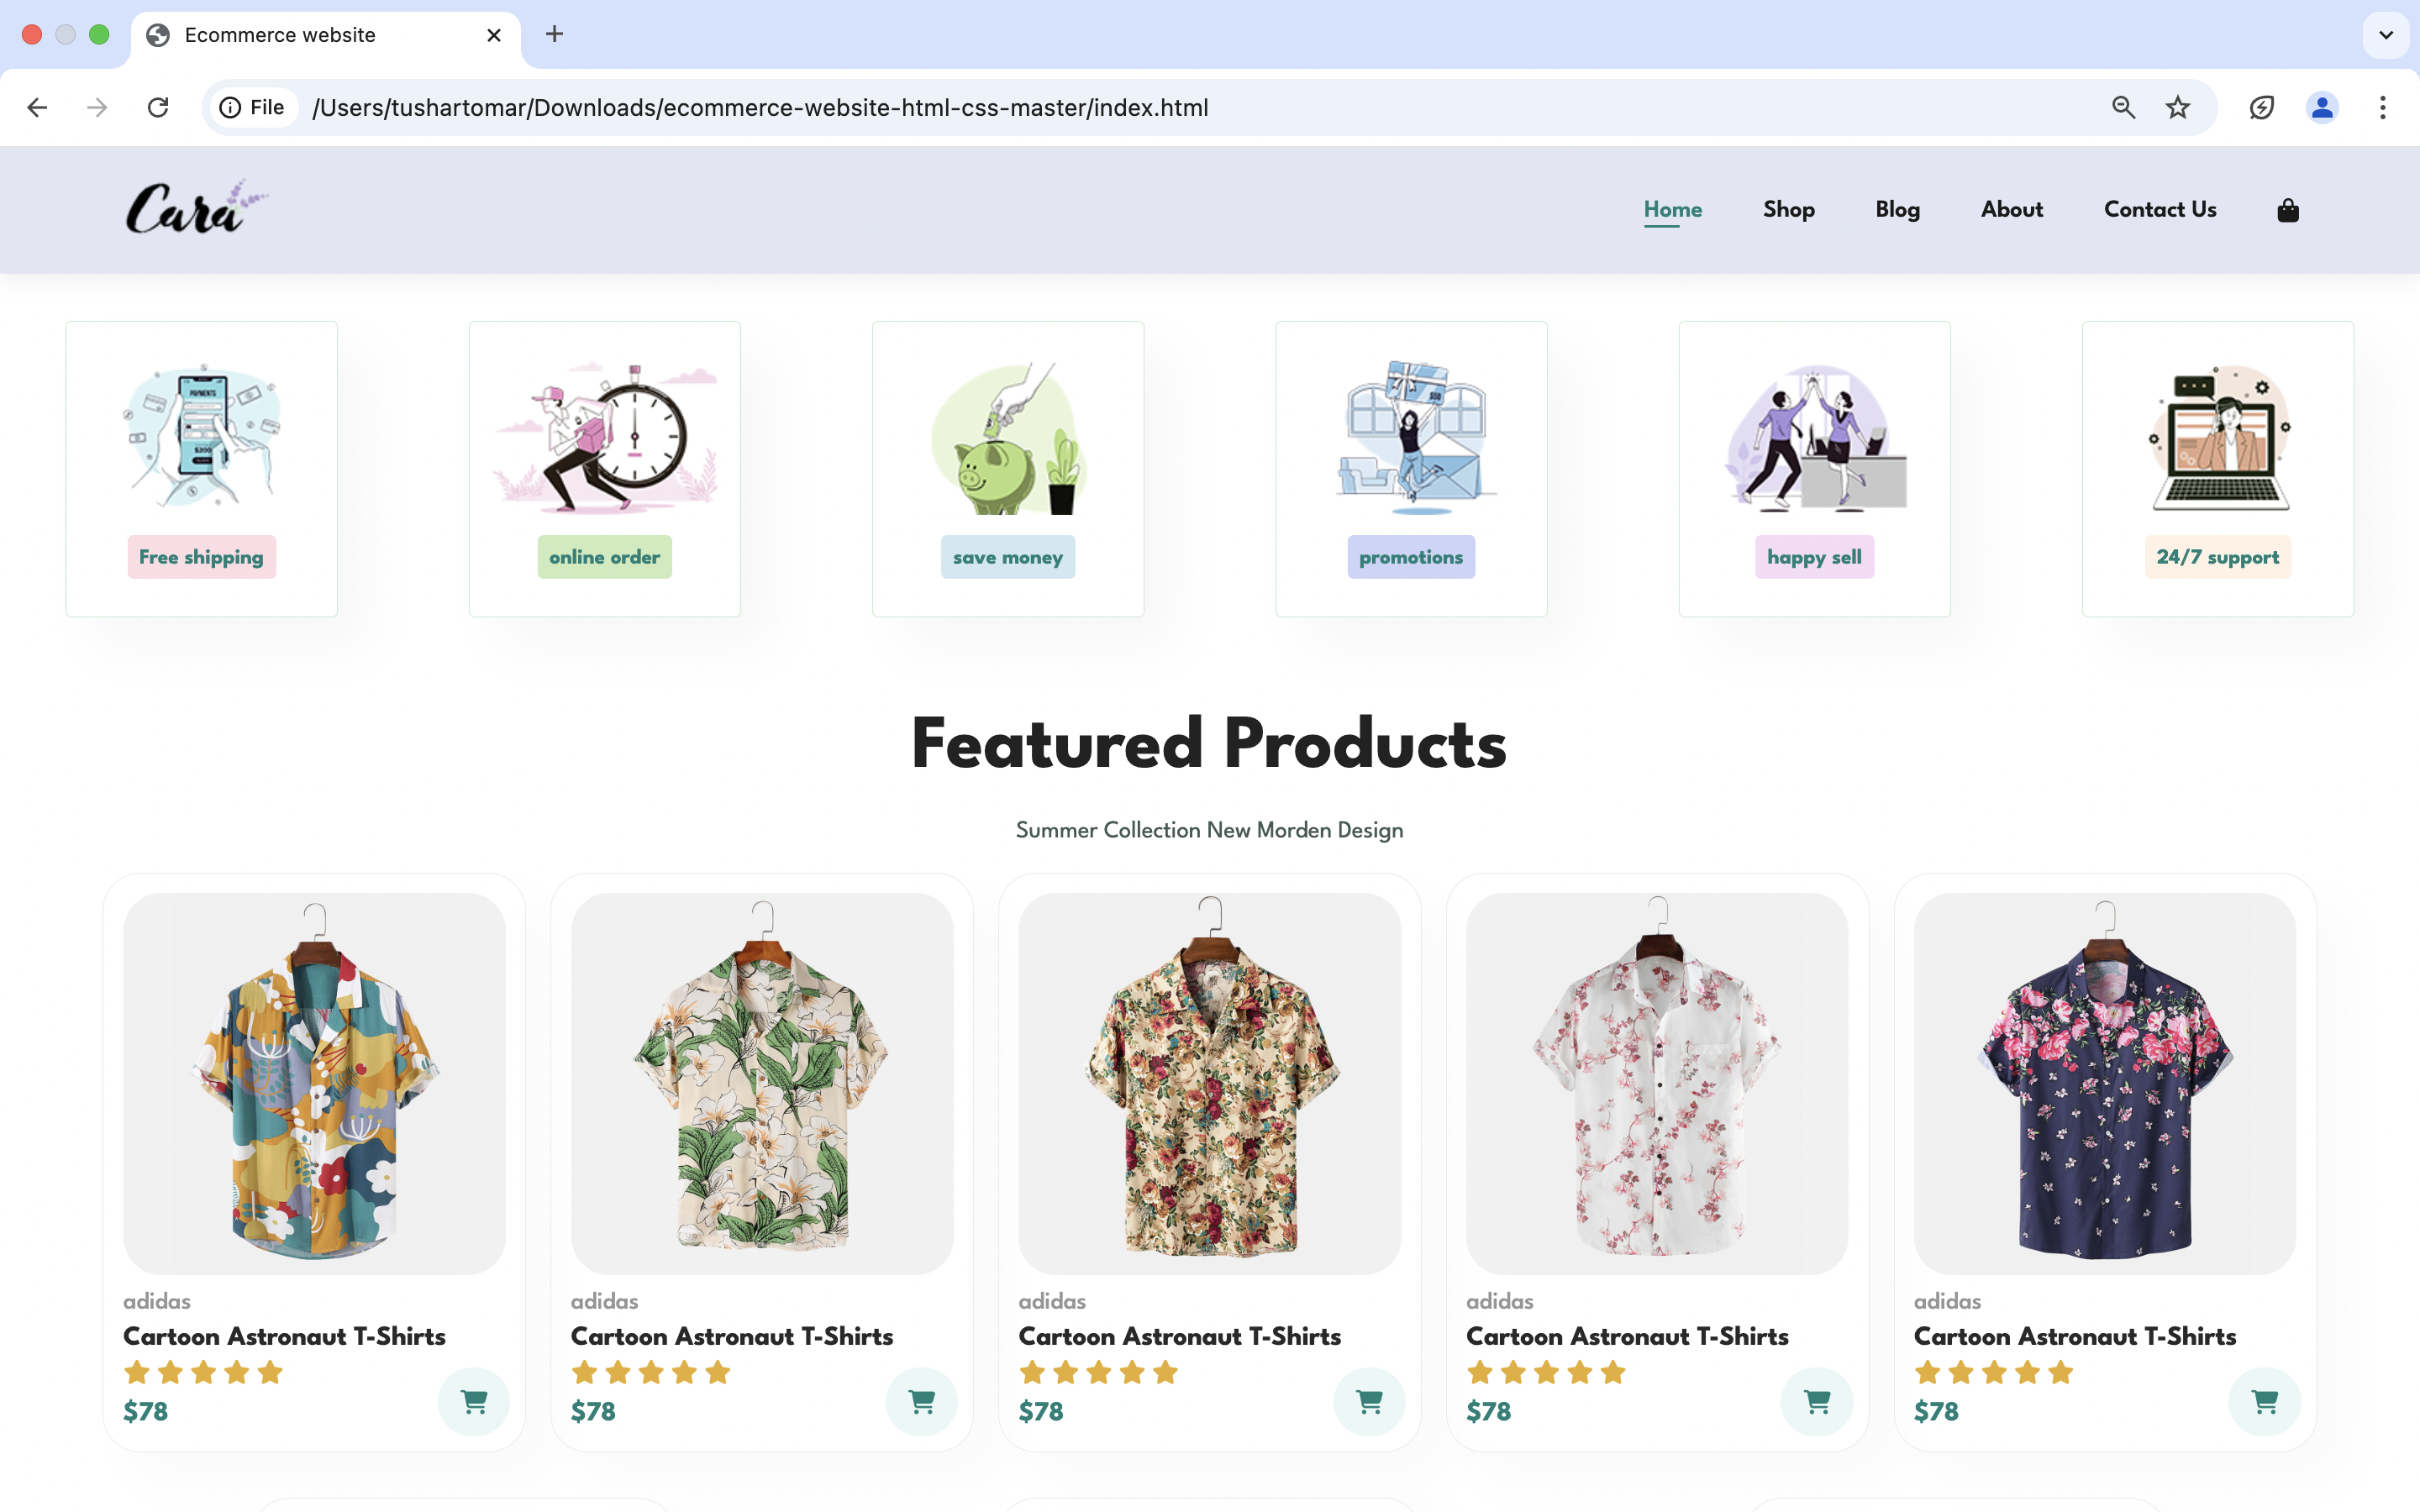 Ecommerce website
File /Users/tushartomar/Downloads/ecommerce-website-html-css-master/index.html
Cara
Home Shop Blog About Contact Us
PAYMENTS
Free shipping online order save money promotions happy sell 24/7 support
Featured Products
Summer Collection New Morden Design
adidas adidas adidas adidas adidas
Cartoon Astronaut T-Shirts Cartoon Astronaut T-Shirts Cartoon Astronaut T-Shirts Cartoon Astronaut T-Shirts Cartoon Astronaut T-Shirts
$78 $78 $78 $78 $78